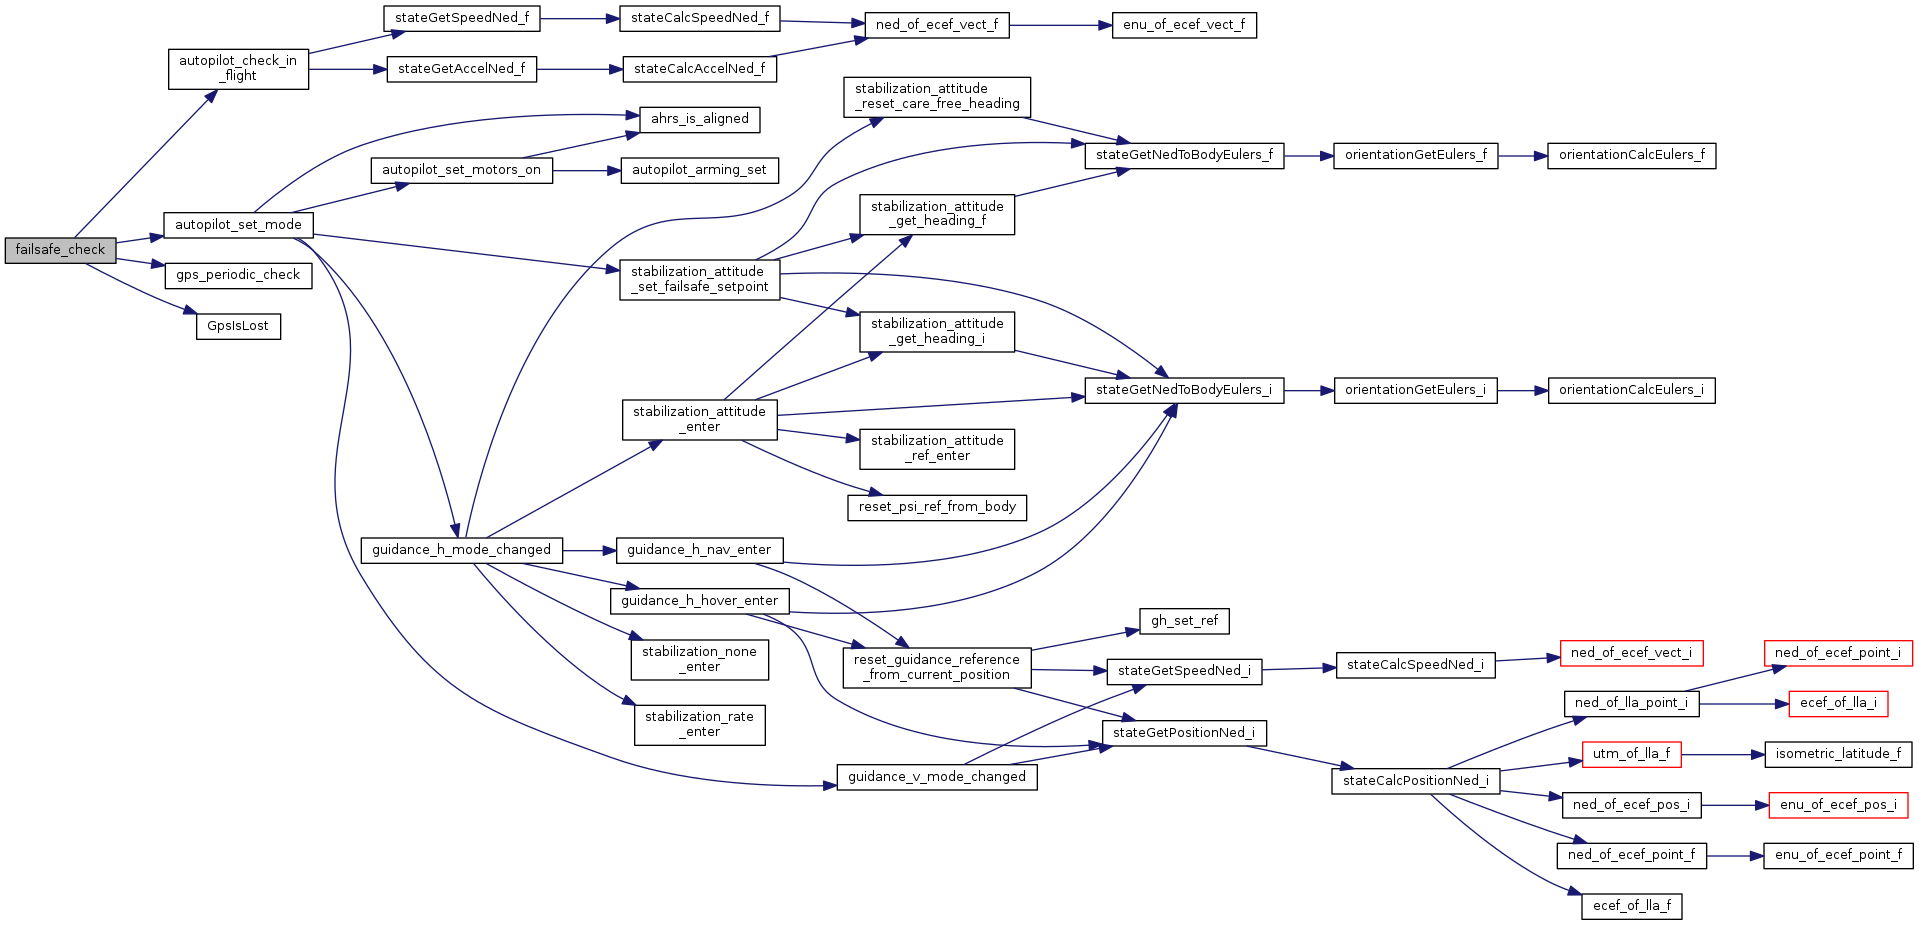 failsafe_check
autopilot_check_in
_flight
autopilot_set_mode
gps_periodic_check
GpsIsLost
stateGetSpeedNed_f
stateGetAccelNed_f
autopilot_set_motors_on
guidance_h_mode_changed
stateCalcSpeedNed_f
stateCalcAccelNed_f
ahrs_is_aligned
autopilot_arming_set
stabilization_attitude
_set_failsafe_setpoint
stabilization_attitude
_enter
guidance_h_nav_enter
guidance_h_hover_enter
stabilization_none
_enter
stabilization_rate
_enter
ned_of_ecef_vect_f
stabilization_attitude
_reset_care_free_heading
stabilization_attitude
_get_heading_f
stabilization_attitude
_get_heading_i
stabilization_attitude
_ref_enter
reset_psi_ref_from_body
reset_guidance_reference
_from_current_position
guidance_v_mode_changed
enu_of_ecef_vect_f
stateGetNedToBodyEulers_f
stateGetNedToBodyEulers_i
gh_set_ref
stateGetSpeedNed_i
stateGetPositionNed_i
orientationGetEulers_f
orientationGetEulers_i
stateCalcSpeedNed_i
stateCalcPositionNed_i
orientationCalcEulers_f
orientationCalcEulers_i
ned_of_ecef_vect_i
ned_of_lla_point_i
utm_of_lla_f
ned_of_ecef_pos_i
ned_of_ecef_point_f
ecef_of_lla_f
ned_of_ecef_point_i
ecef_of_lla_i
isometric_latitude_f
enu_of_ecef_pos_i
enu_of_ecef_point_f